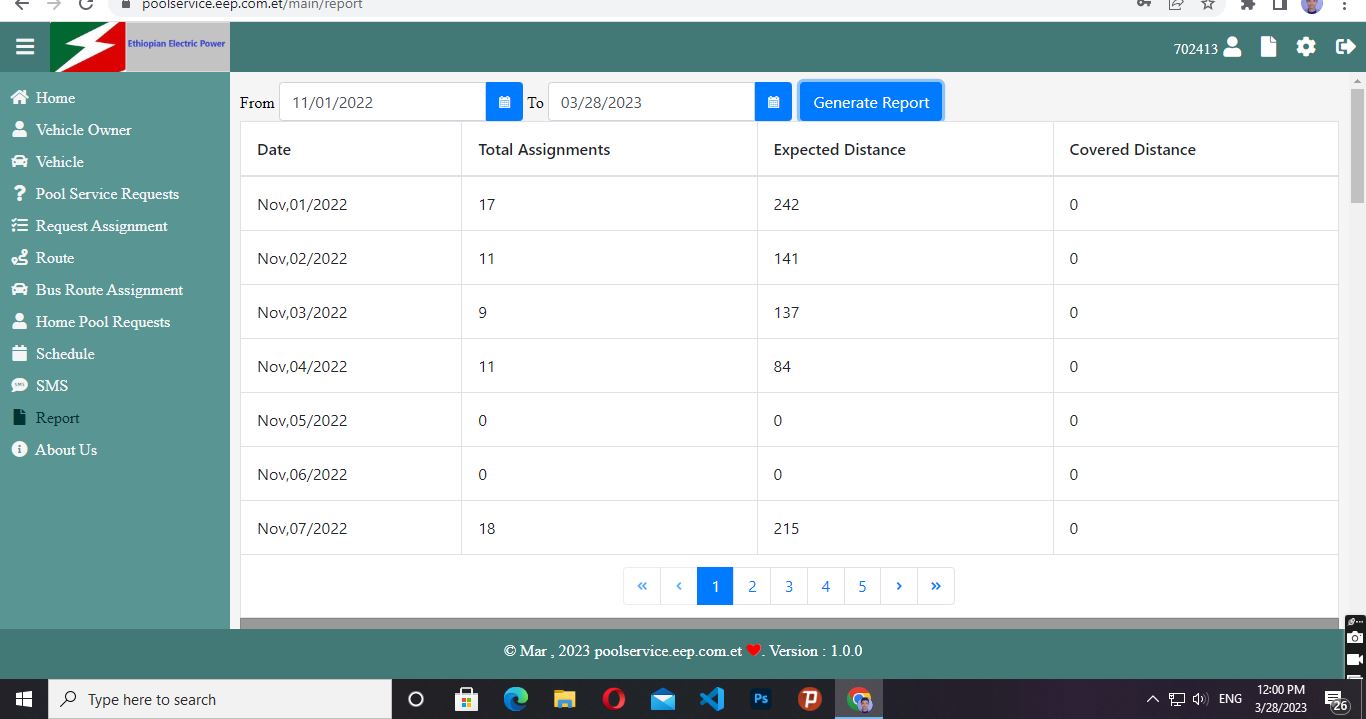 poolservice.eep.com.et/main/report
Ethiopian Electric Power
702413
Home
Vehicle Owner
Vehicle
Pool Service Requests
Request Assignment
Route
Bus Route Assignment
Home Pool Requests
Schedule
SMS
Report
About Us
From 11/01/2022 To 03/28/2023 Generate Report
Date Total Assignments Expected Distance Covered Distance
Nov,01/2022 17 242 0
Nov,02/2022 11 141 0
Nov,03/2022 9 137 0
Nov,04/2022 11 84 0
Nov,05/2022 0 0 0
Nov,06/2022 0 0 0
Nov,07/2022 18 215 0
« ‹ 1 2 3 4 5 › »
© Mar , 2023 poolservice.eep.com.et ❤. Version : 1.0.0
Type here to search
Ps
ENG
12:00 PM
3/28/2023
26